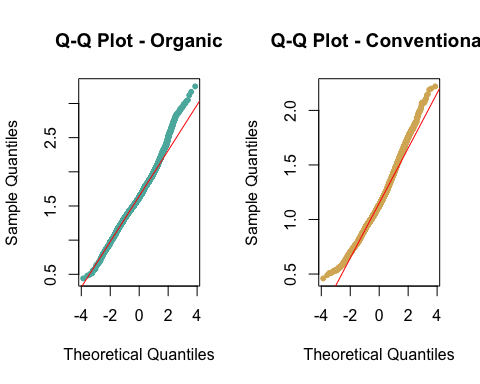 Q-Q Plot - Organic
Sample Quantiles
0.5 1.5 2.5
-4 -2 0 2 4
Theoretical Quantiles
Q-Q Plot - Conventiona
Sample Quantiles
0.5 1.0 1.5 2.0
-4 -2 0 2 4
Theoretical Quantiles